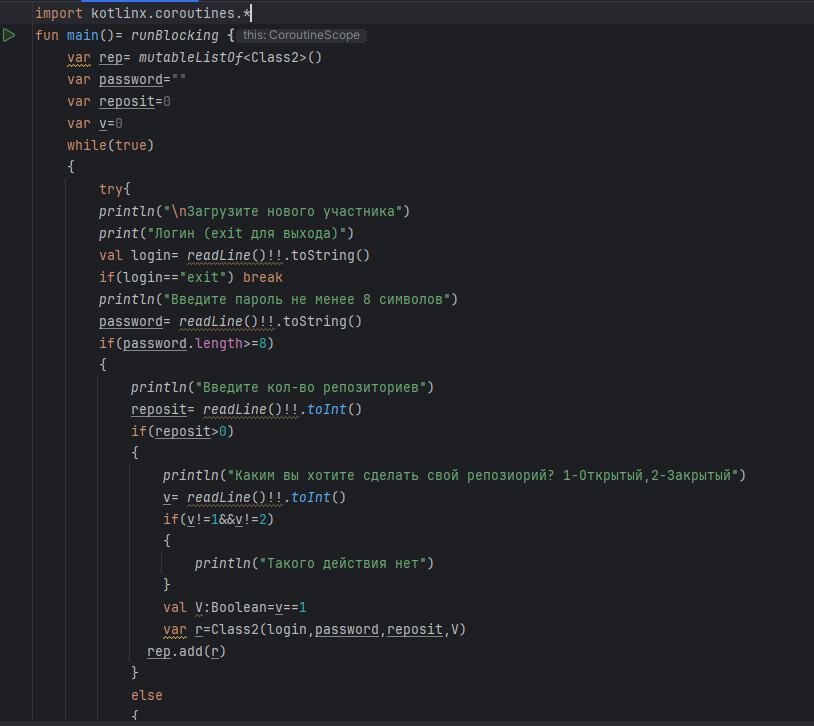 import kotlinx.coroutines.*
fun main()= runBlocking { this: CoroutineScope
    var rep= mutableListOf<Class2>()
    var password=""
    var reposit=0
    var v=0
    while(true)
    {
        try{
        println("\nЗагрузите нового участника")
        print("Логин (exit для выхода)")
        val login= readLine()!!.toString()
        if(login=="exit") break
        println("Введите пароль не менее 8 символов")
        password= readLine()!!.toString()
        if(password.length>=8)
        {
            println("Введите кол-во репозиториев")
            reposit= readLine()!!.toInt()
            if(reposit>0)
            {
                println("Каким вы хотите сделать свой репозиорий? 1-Открытый,2-Закрытый")
                v= readLine()!!.toInt()
                if(v!=1&&v!=2)
                {
                    println("Такого действия нет")
                }
                val V:Boolean=v==1
                var r=Class2(login,password,reposit,V)
              rep.add(r)
            }
            else
            {